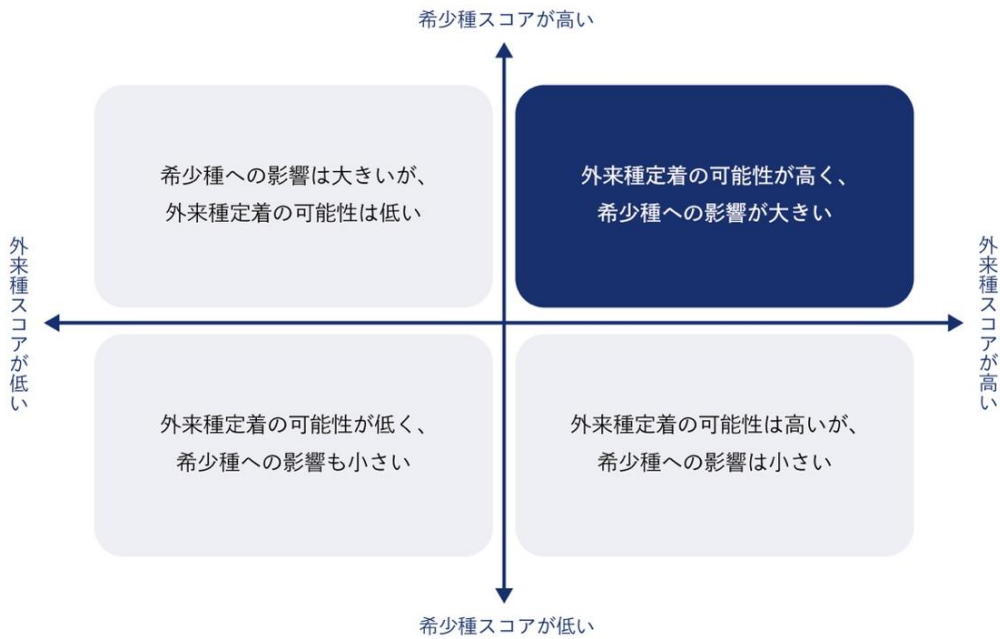 希少種スコアが高い
希少種への影響は大きいが、
外来種定着の可能性は低い
外来種定着の可能性が高く、
希少種への影響が大きい
外来種スコアが低い
外来種スコアが高い
外来種定着の可能性が低く、
希少種への影響も小さい
外来種定着の可能性は高いが、
希少種への影響は小さい
希少種スコアが低い